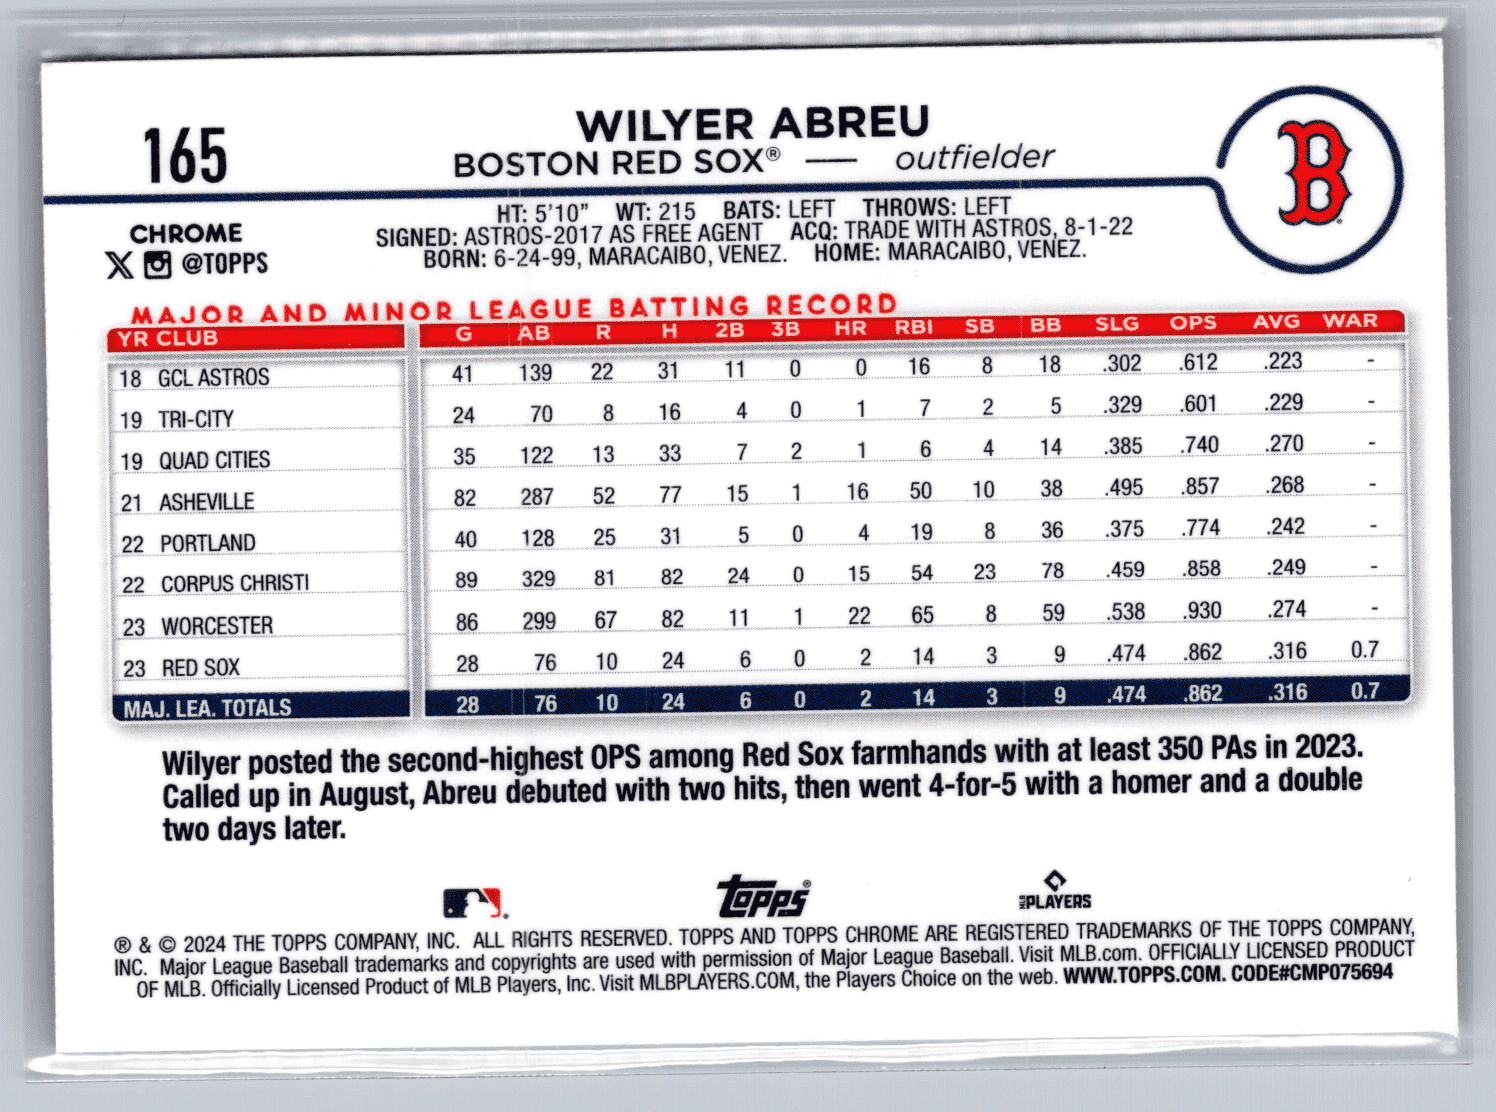 165
WILYER ABREU
BOSTON RED SOX® — outfielder
B
CHROME
X @TOPPS
HT: 5'10" WT: 215 BATS: LEFT THROWS: LEFT
SIGNED: ASTROS-2017 AS FREE AGENT ACQ: TRADE WITH ASTROS, 8-1-22
BORN: 6-24-99, MARACAIBO, VENEZ. HOME: MARACAIBO, VENEZ.
MAJOR AND MINOR LEAGUE BATTING RECORD
YR CLUB G AB R H 2B 3B HR RBI SB BB SLG OPS AVG WAR
18 GCL ASTROS 41 139 22 31 11 0 0 16 8 18 .302 .612 .223 -
19 TRI-CITY 24 70 8 16 4 0 1 7 2 5 .329 .601 .229 -
19 QUAD CITIES 35 122 13 33 7 2 1 6 4 14 .385 .740 .270 -
21 ASHEVILLE 82 287 52 77 15 1 16 50 10 38 .495 .857 .268 -
22 PORTLAND 40 128 25 31 5 0 4 19 8 36 .375 .774 .242 -
22 CORPUS CHRISTI 89 329 81 82 24 0 15 54 23 78 .459 .858 .249 -
23 WORCESTER 86 299 67 82 11 1 22 65 8 59 .538 .930 .274 -
23 RED SOX 28 76 10 24 6 0 2 14 3 9 .474 .862 .316 0.7
MAJ. LEA. TOTALS 28 76 10 24 6 0 2 14 3 9 .474 .862 .316 0.7
Wilyer posted the second-highest OPS among Red Sox farmhands with at least 350 PAs in 2023.
Called up in August, Abreu debuted with two hits, then went 4-for-5 with a homer and a double
two days later.
Topps®
MLB PLAYERS
® & © 2024 THE TOPPS COMPANY, INC. ALL RIGHTS RESERVED. TOPPS AND TOPPS CHROME ARE REGISTERED TRADEMARKS OF THE TOPPS COMPANY,
INC. Major League Baseball trademarks and copyrights are used with permission of Major League Baseball. Visit MLB.com. OFFICIALLY LICENSED PRODUCT
OF MLB. Officially Licensed Product of MLB Players, Inc. Visit MLBPLAYERS.COM, the Players Choice on the web. WWW.TOPPS.COM. CODE#CMP075694